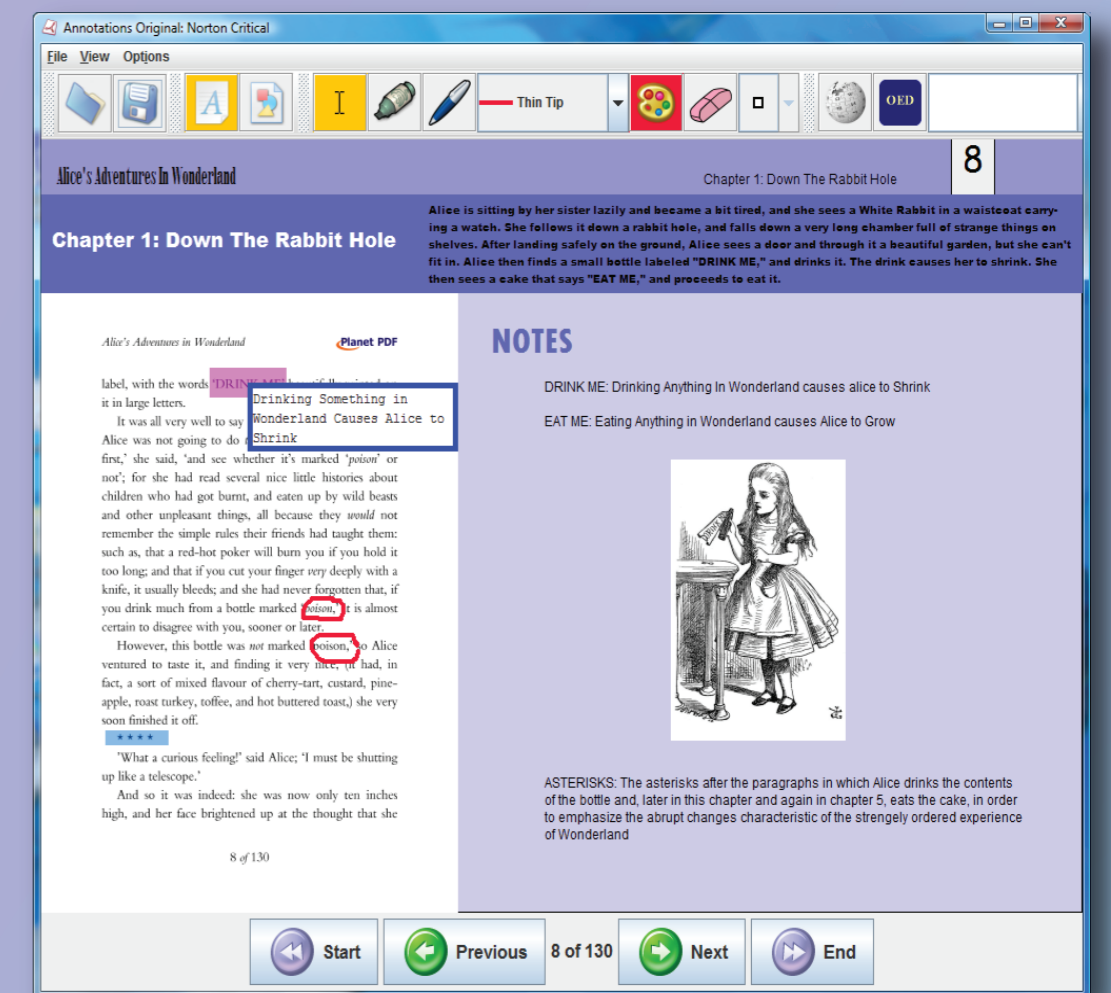 Annotations Original: Norton Critical
File View Options
A
Thin Tip
OED
Alice's Adventures In Wonderland
Chapter 1: Down The Rabbit Hole
8
Chapter 1: Down The Rabbit Hole
Alice is sitting by her sister lazily and became a bit tired, and she sees a White Rabbit in a waistcoat carry-
ing a watch. She follows it down a rabbit hole, and falls down a very long chamber full of strange things on
shelves. After landing safely on the ground, Alice sees a door and through it a beautiful garden, but she can't
fit in. Alice then finds a small bottle labeled "DRINK ME," and drinks it. The drink causes her to shrink. She
then sees a cake that says "EAT ME," and proceeds to eat it.
Alice's Adventures in Wonderland
Planet PDF
label, with the words 'DRINK ME'
it in large letters.
It was all very well to say
Alice was not going to do
first,' she said, 'and see whether it's marked 'poison' or
not'; for she had read several nice little histories about
children who had got burnt, and eaten up by wild beasts
and other unpleasant things, all because they would not
remember the simple rules their friends had taught them:
such as, that a red-hot poker will burn you if you hold it
too long; and that if you cut your finger very deeply with a
knife, it usually bleeds; and she had never forgotten that, if
you drink much from a bottle marked 'poison,' it is almost
certain to disagree with you, sooner or later.
However, this bottle was not marked 'poison,' so Alice
ventured to taste it, and finding it very nice, (it had, in
fact, a sort of mixed flavour of cherry-tart, custard, pine-
apple, roast turkey, toffee, and hot buttered toast,) she very
soon finished it off.
* * * *
'What a curious feeling!' said Alice; 'I must be shutting
up like a telescope.'
And so it was indeed: she was now only ten inches
high, and her face brightened up at the thought that she
8 of 130
Drinking Something in
Wonderland Causes Alice to
Shrink
NOTES
DRINK ME: Drinking Anything In Wonderland causes alice to Shrink
EAT ME: Eating Anything in Wonderland causes Alice to Grow
ASTERISKS: The asterisks after the paragraphs in which Alice drinks the contents
of the bottle and, later in this chapter and again in chapter 5, eats the cake, in order
to emphasize the abrupt changes characteristic of the strengely ordered experience
of Wonderland
Start
Previous
8 of 130
Next
End